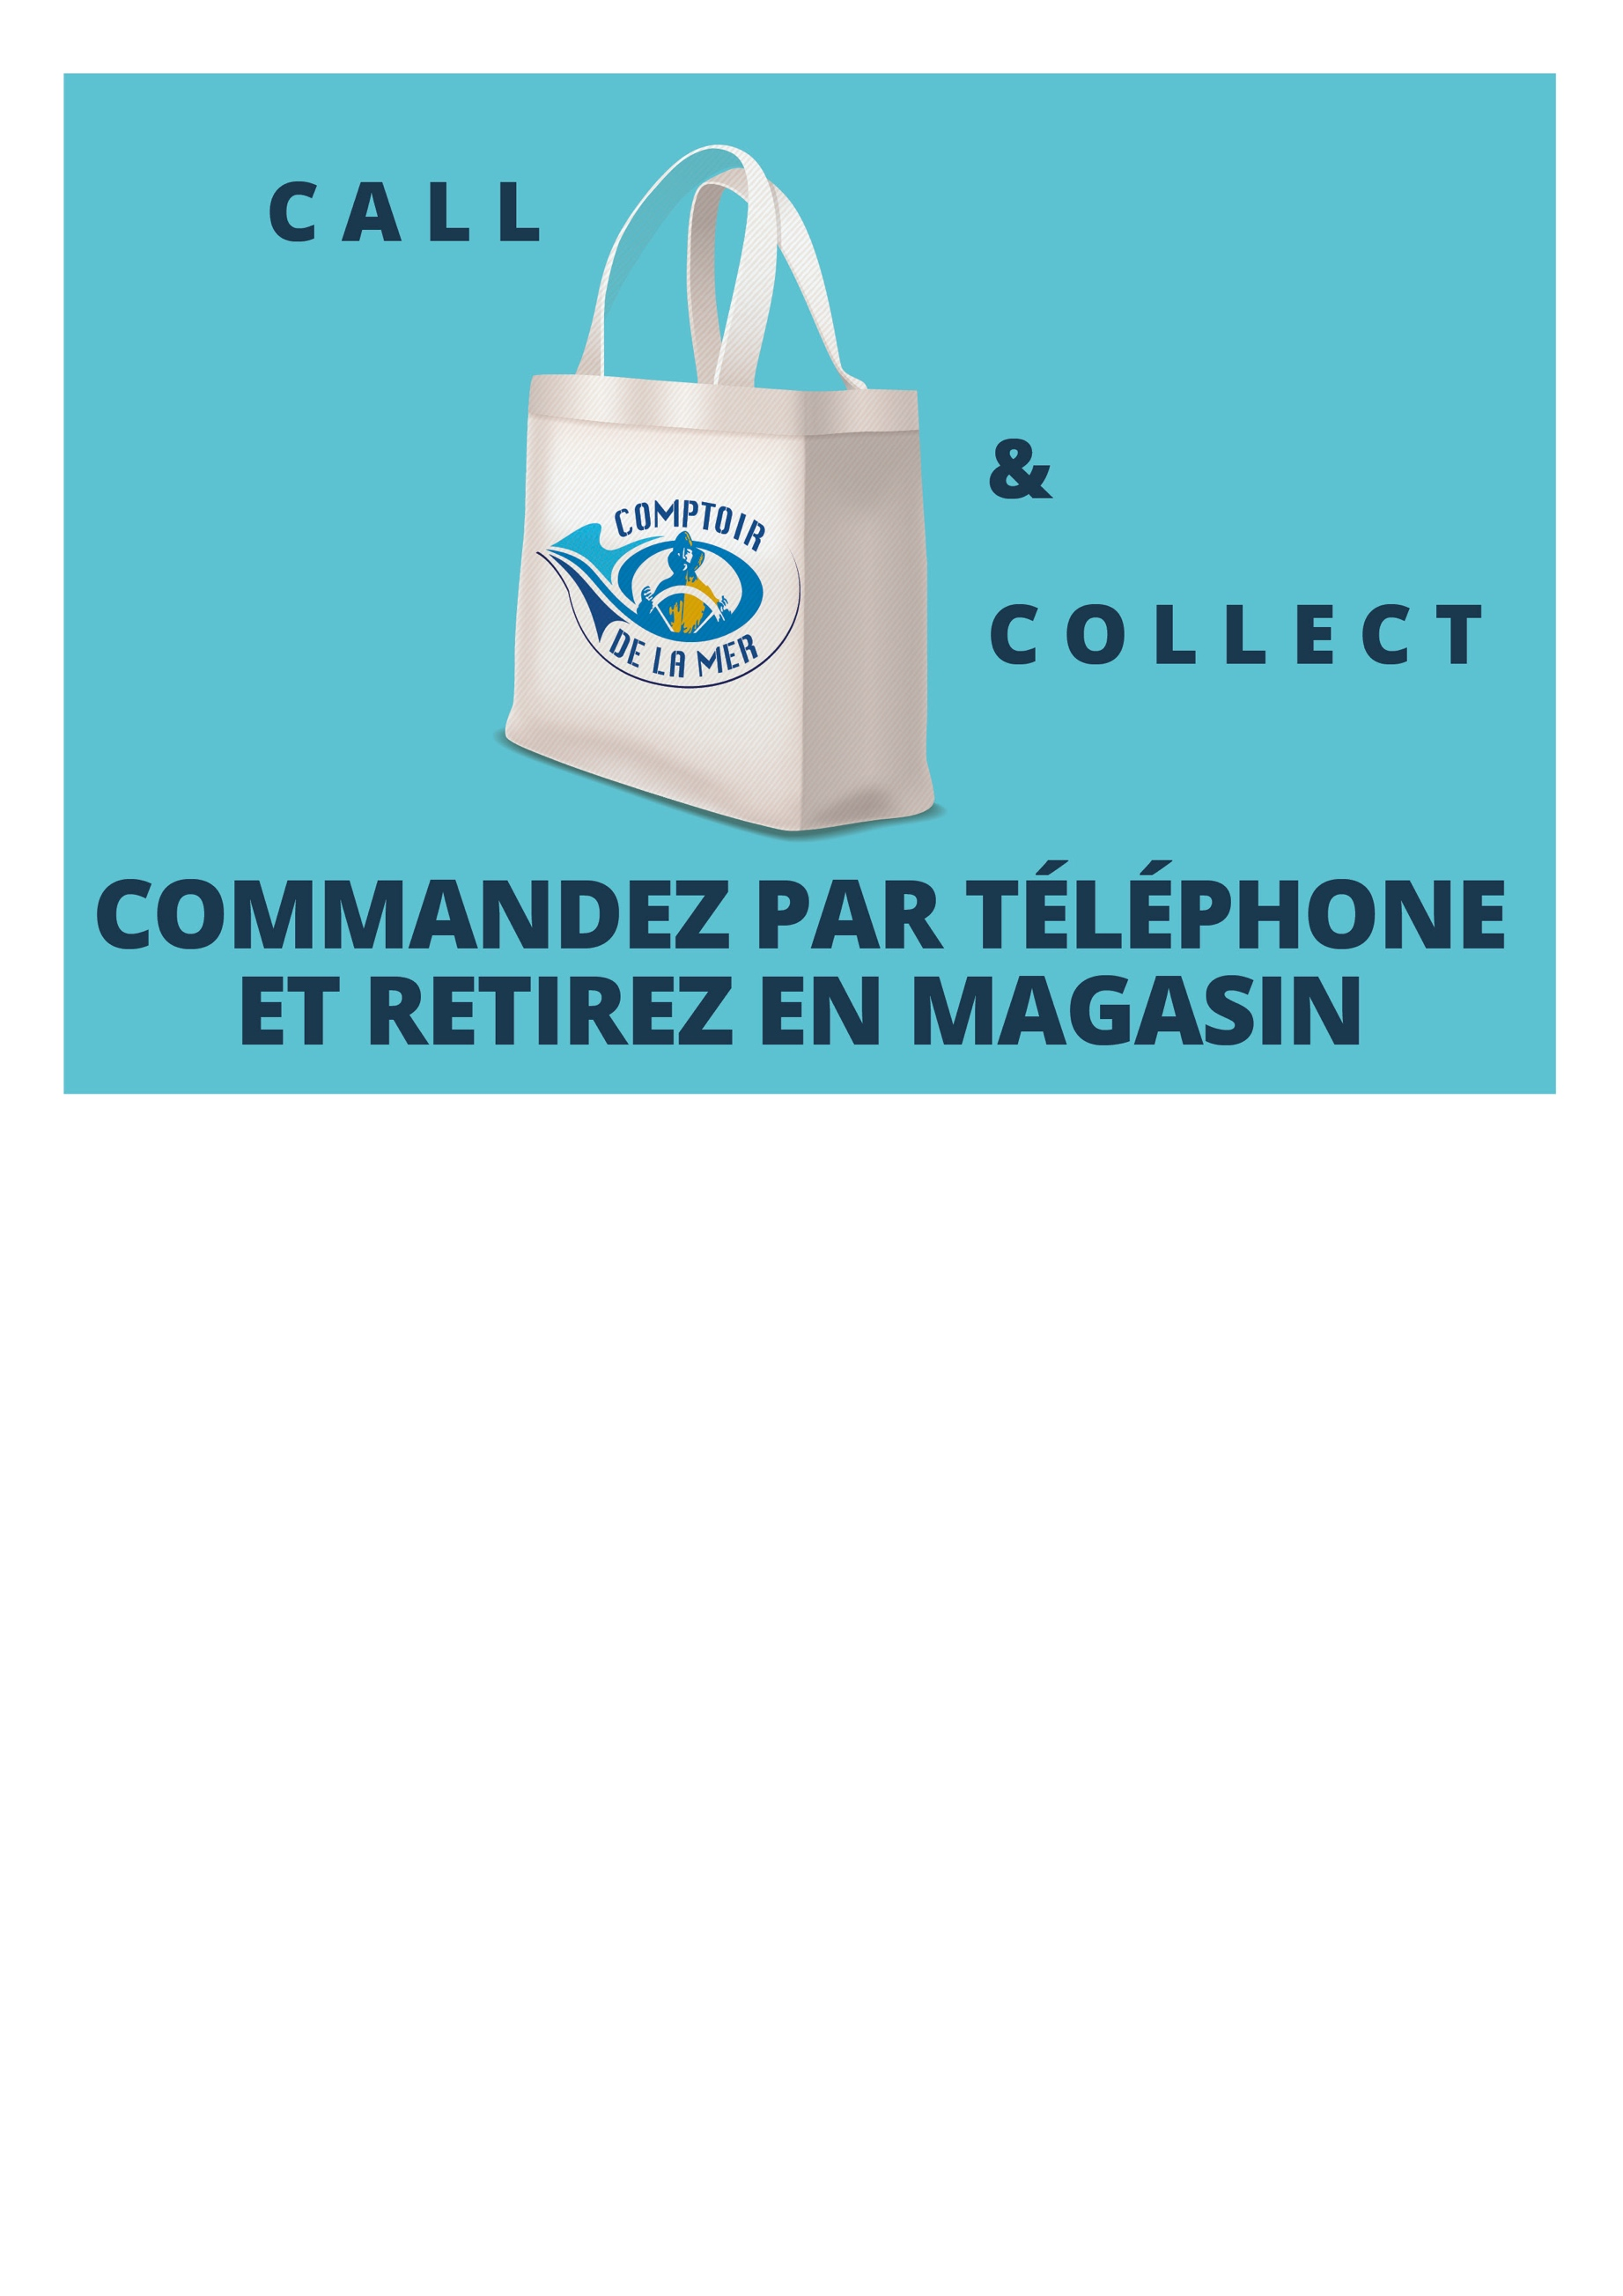 CALL
COMPTOIR
DE LA MER
&
COLLECT
COMMANDEZ PAR TÉLÉPHONE
ET RETIREZ EN MAGASIN